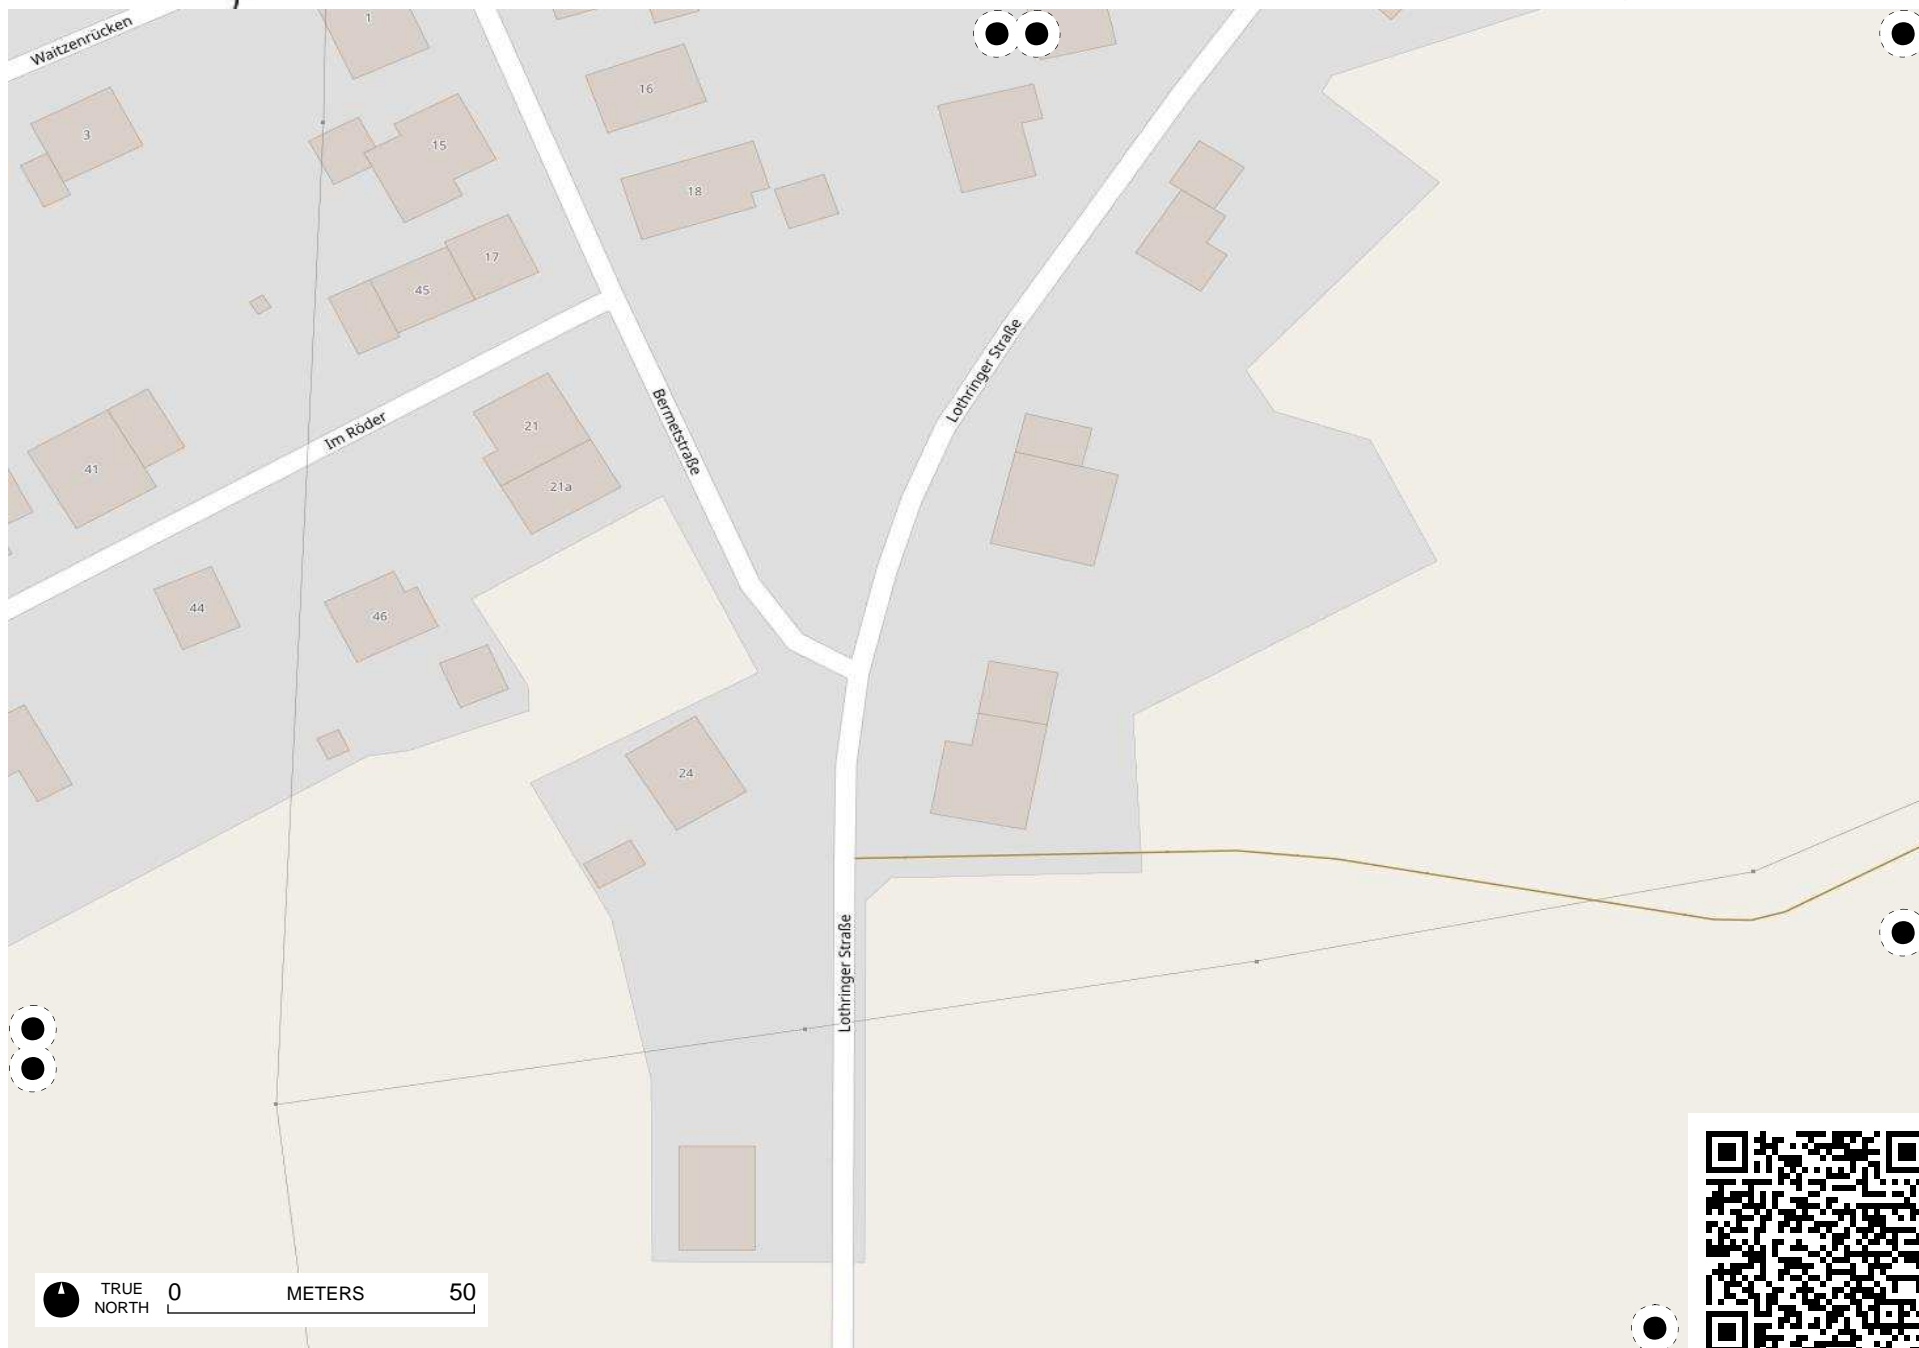 Waitzenrücken
1
16
3
15
18
17
45
Lothringer Straße
Bermetstraße
Im Röder
21
41
21a
44
46
24
Lothringer Straße
TRUE
NORTH
0
METERS
50